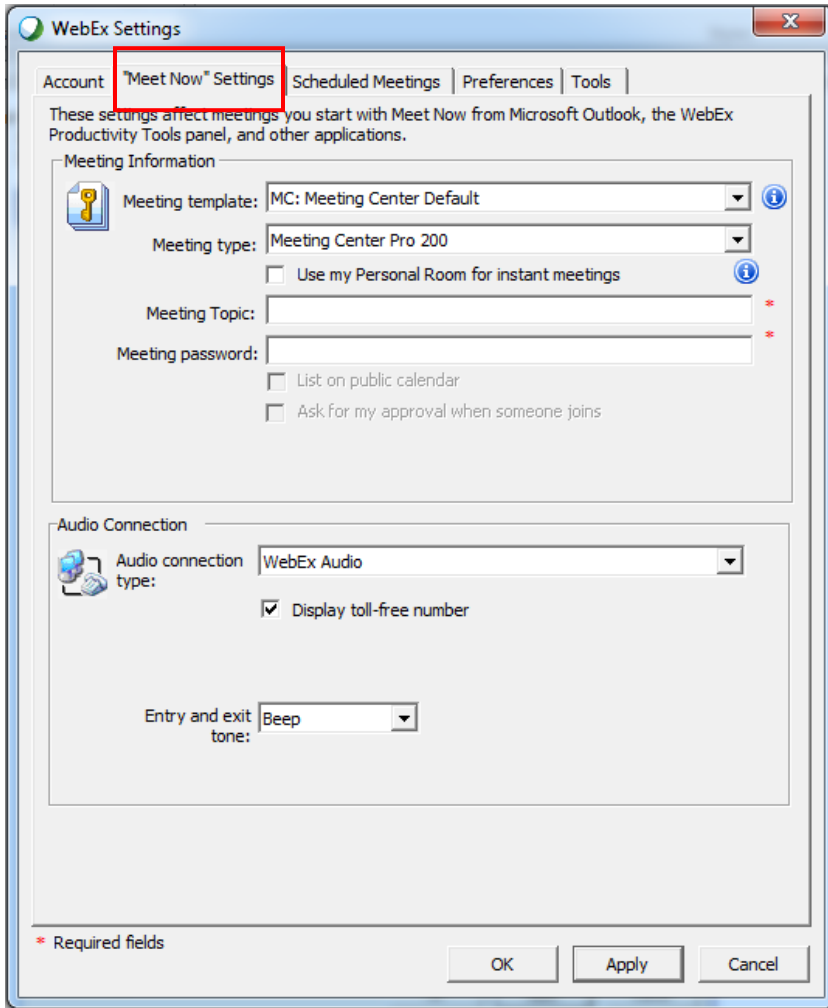 WebEx Settings
Account "Meet Now" Settings Scheduled Meetings Preferences Tools
These settings affect meetings you start with Meet Now from Microsoft Outlook, the WebEx
Productivity Tools panel, and other applications.
Meeting Information
Meeting template: MC: Meeting Center Default
Meeting type: Meeting Center Pro 200
Use my Personal Room for instant meetings
Meeting Topic: *
Meeting password: *
List on public calendar
Ask for my approval when someone joins
Audio Connection
Audio connection WebEx Audio
type:
Display toll-free number
Entry and exit Beep
tone:
* Required fields
OK Apply Cancel